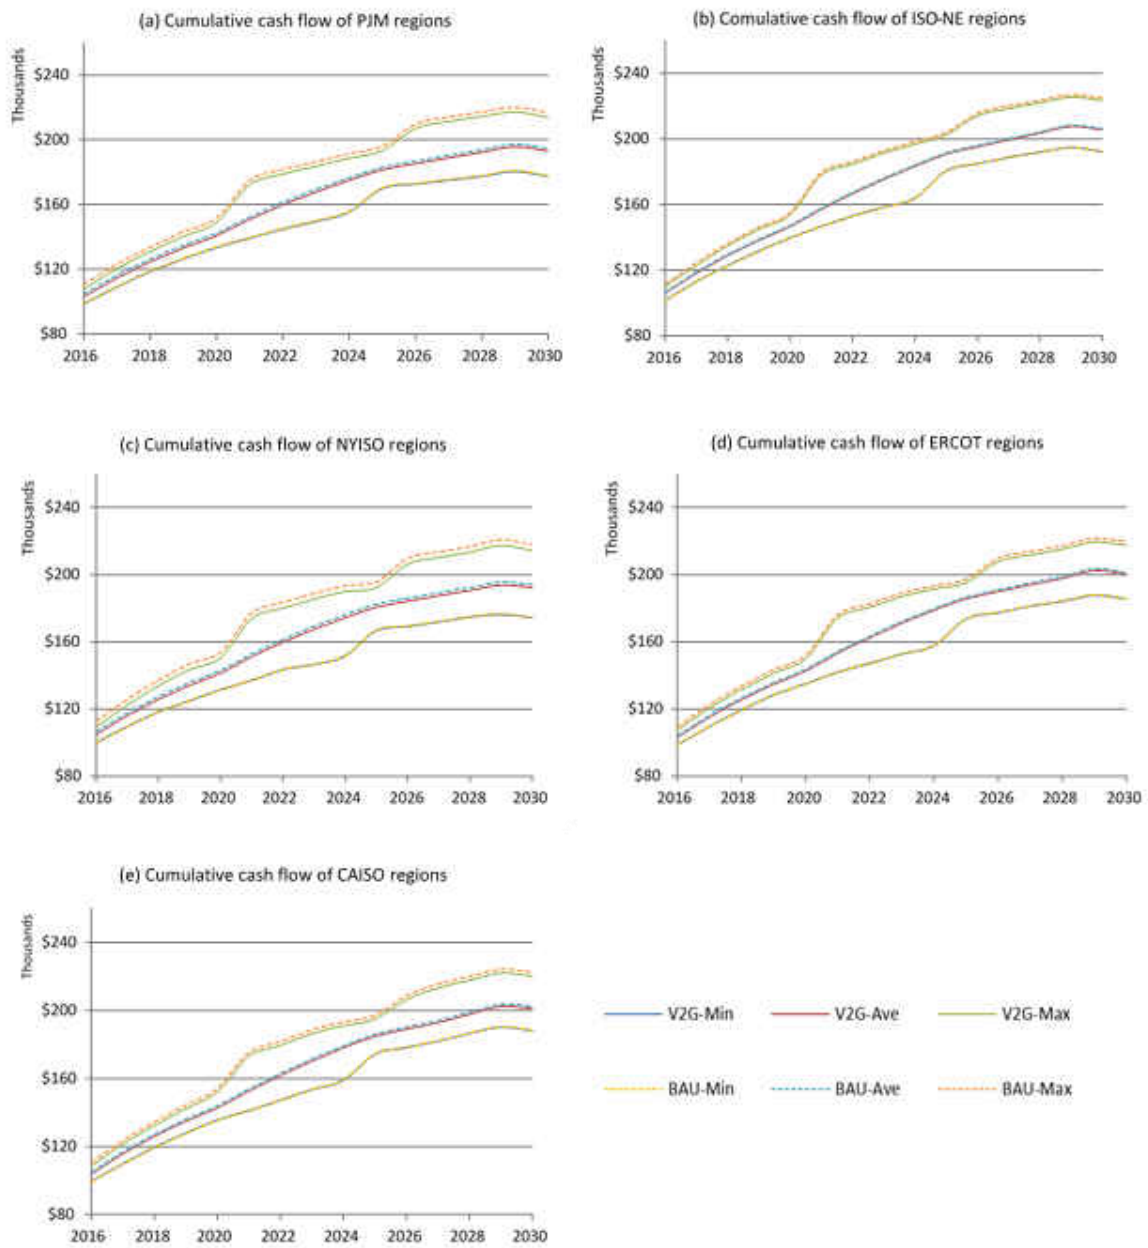 (a) Cumulative cash flow of PJM regions
Thousands
$240
$200
$160
$120
$80
2016 2018 2020 2022 2024 2026 2028 2030
(b) Comulative cash flow of ISO-NE regions
Thousands
$240
$200
$160
$120
$80
2016 2018 2020 2022 2024 2026 2028 2030
(c) Cumulative cash flow of NYISO regions
Thousands
$240
$200
$160
$120
$80
2016 2018 2020 2022 2024 2026 2028 2030
(d) Cumulative cash flow of ERCOT regions
Thousands
$240
$200
$160
$120
$80
2016 2018 2020 2022 2024 2026 2028 2030
(e) Cumulative cash flow of CAISO regions
Thousands
$240
$200
$160
$120
$80
2016 2018 2020 2022 2024 2026 2028 2030
V2G-Min V2G-Ave V2G-Max
BAU-Min BAU-Ave BAU-Max